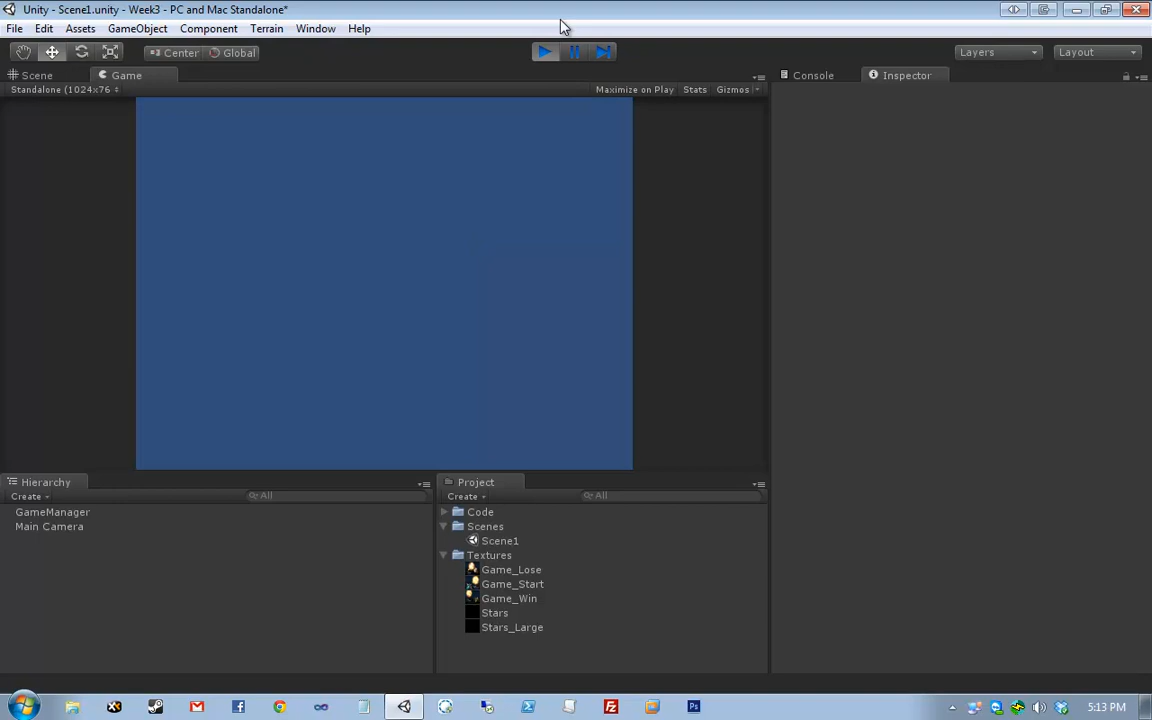 Unity - Scene1.unity - Week3 - PC and Mac Standalone*
File Edit Assets GameObject Component Terrain Window Help
Center Global Layers Layout
Scene Game Console Inspector
Standalone (1024x76 Maximize on Play Stats Gizmos
Hierarchy Project
Create All Create All
GameManager Code
Main Camera Scenes
Scene1
Textures
Game_Lose
Game_Start
Game_Win
Stars
Stars_Large
5:13 PM